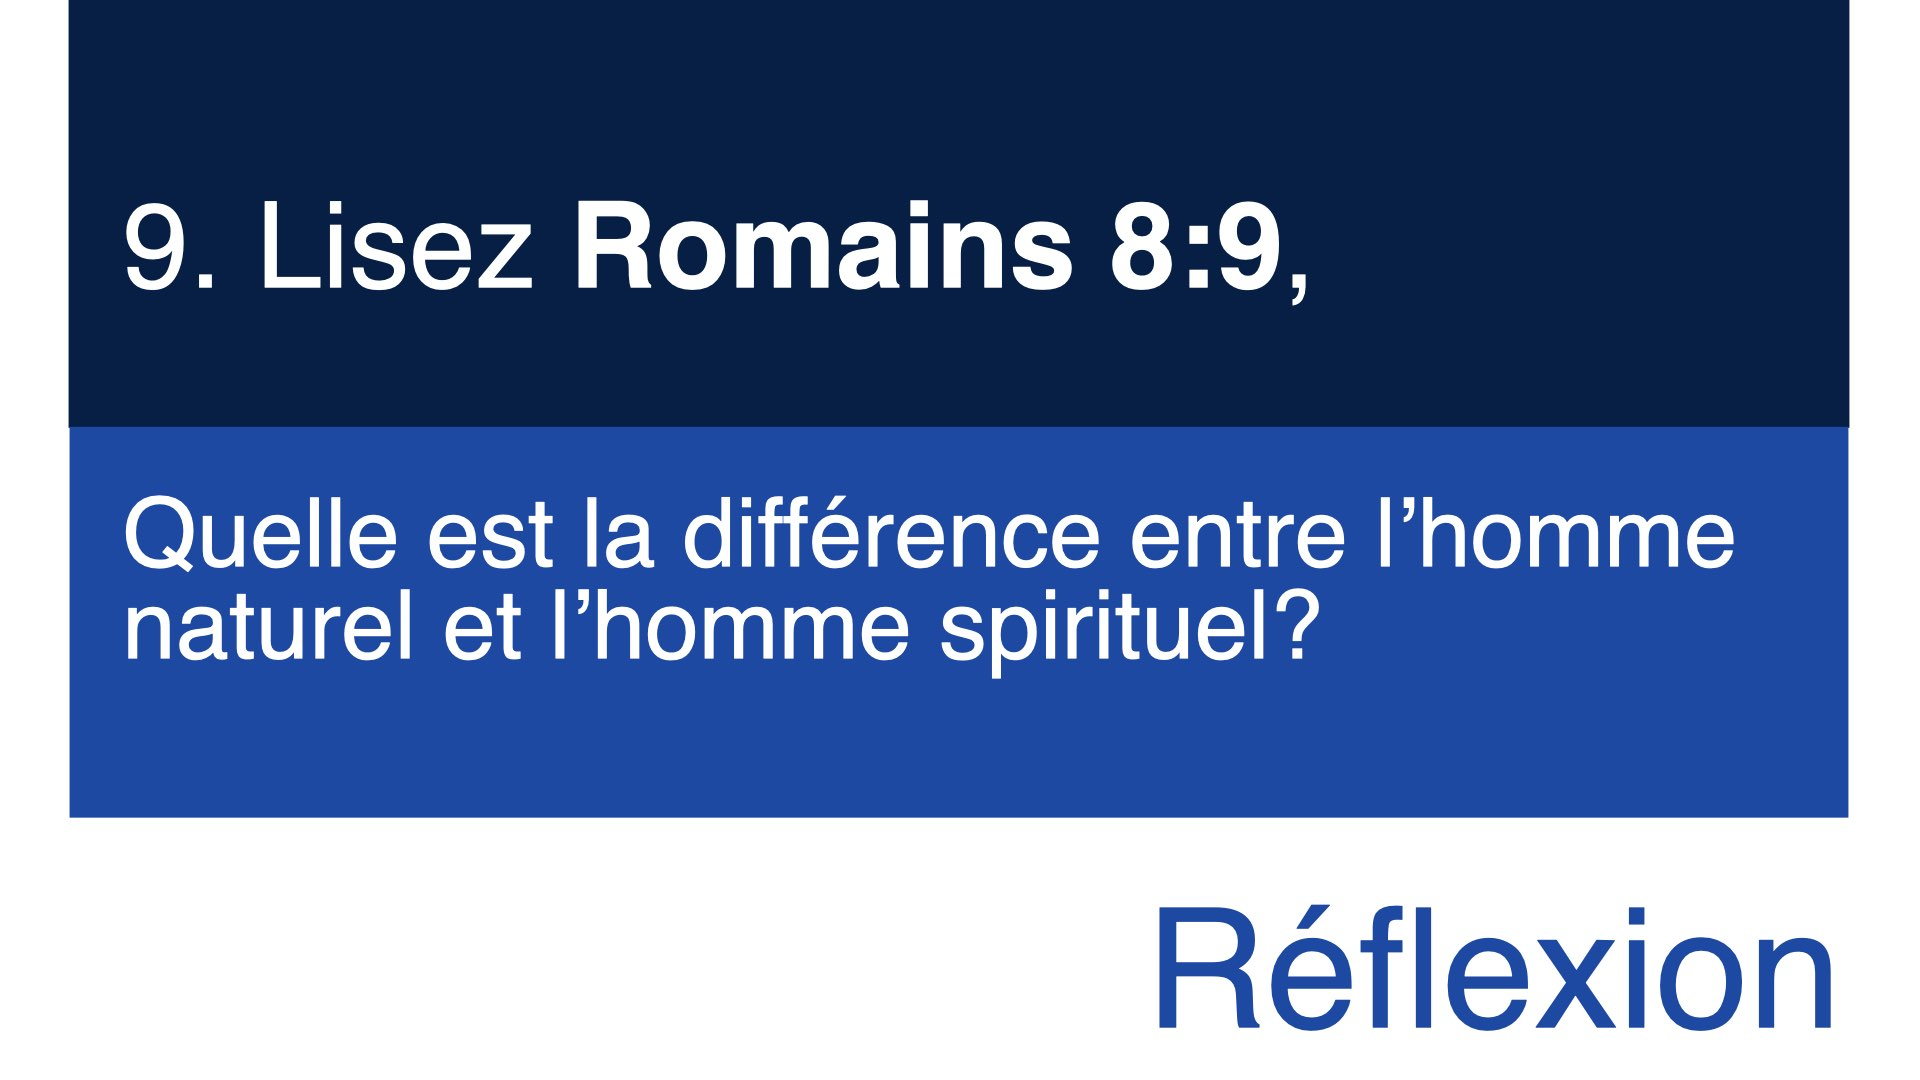 9. Lisez Romains 8:9,
Quelle est la différence entre l’homme
naturel et l’homme spirituel?
Réflexion